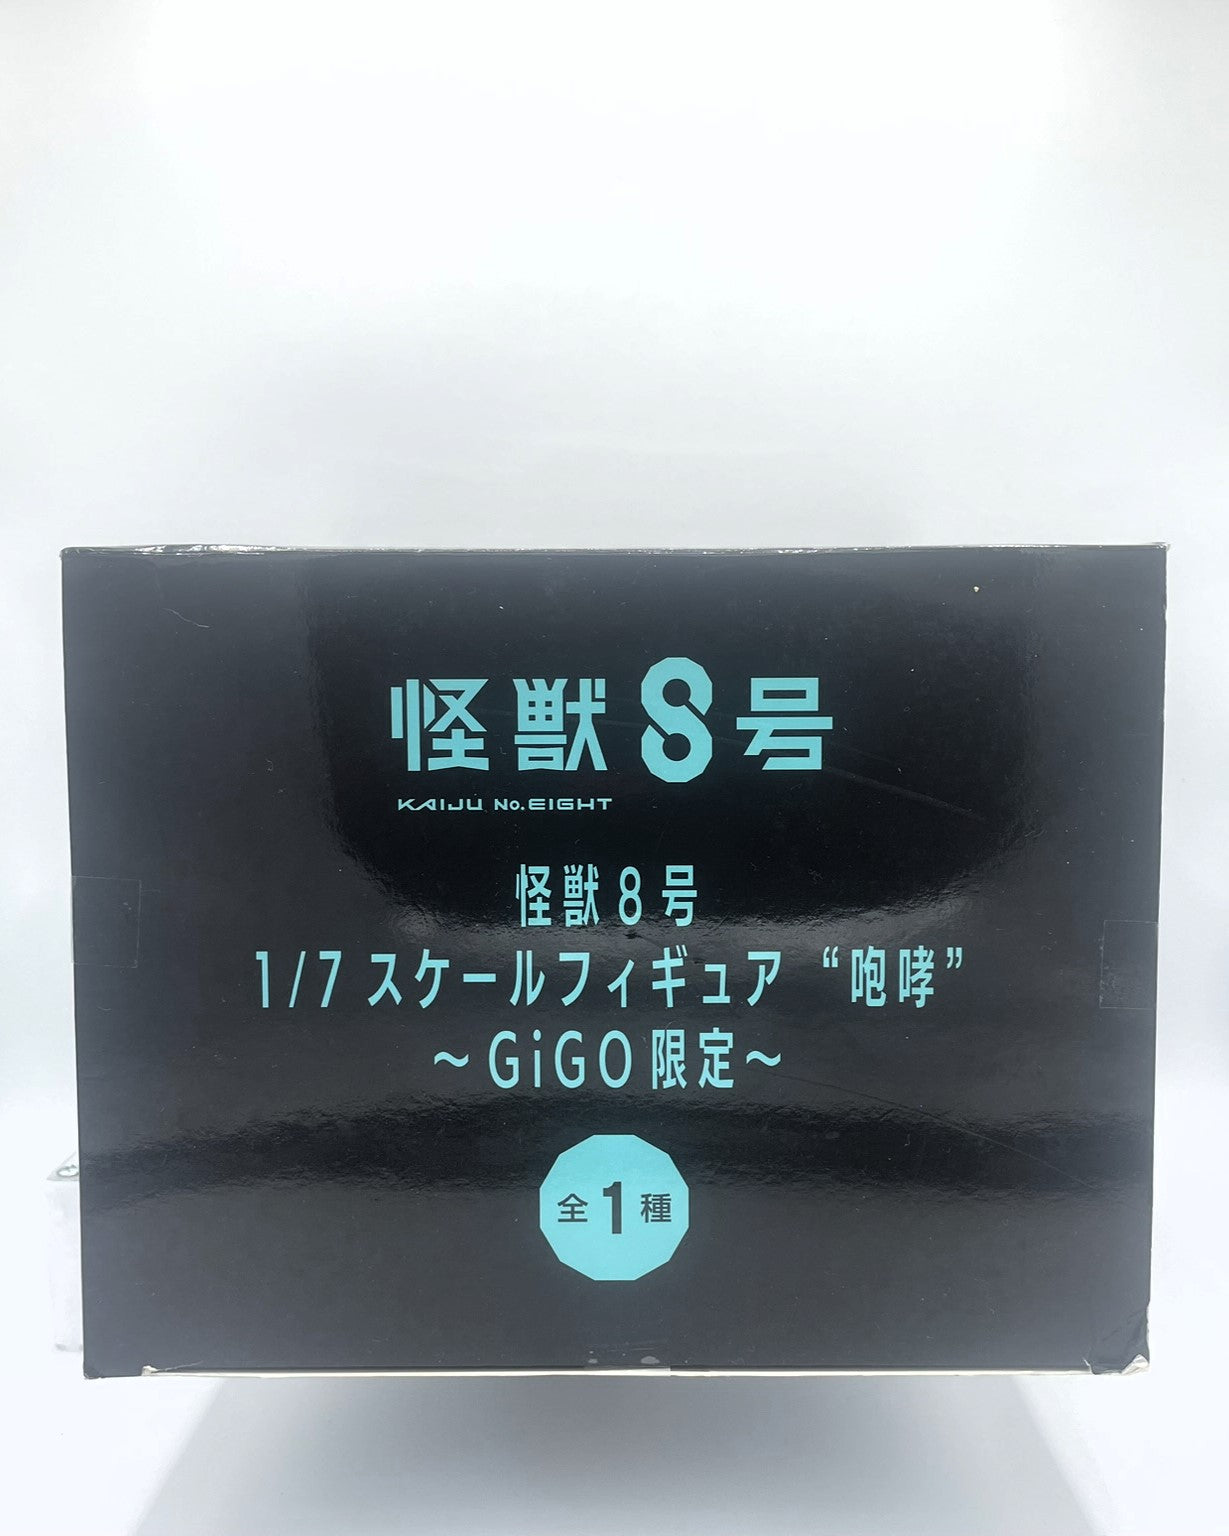 怪獣8号
KAIJU No.EIGHT
怪獣8号
1/7スケールフィギュア “咆哮”
～GiGO限定～
全1種